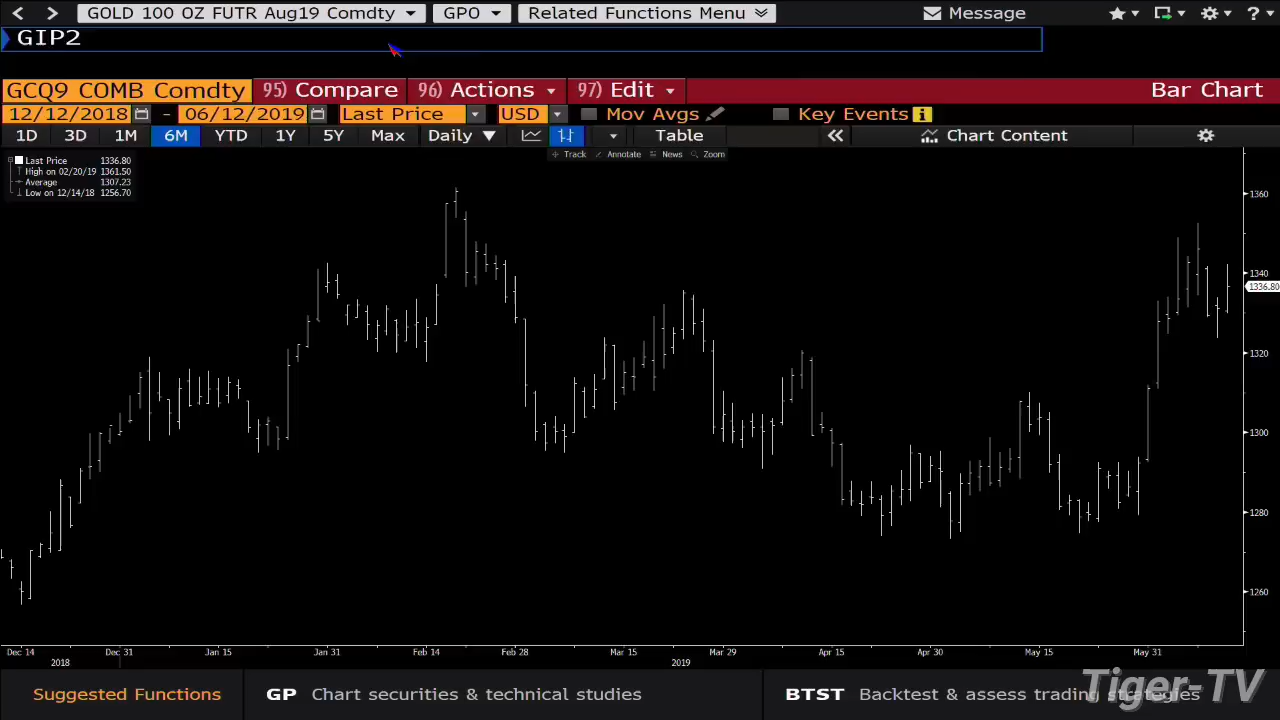 GOLD 100 OZ FUTR Aug19 Comdty GPO Related Functions Menu Message ?
GIP2
GCQ9 COMB Comdty 95) Compare 96) Actions 97) Edit Bar Chart
12/12/2018 - 06/12/2019 Last Price USD Mov Avgs Key Events i
1D 3D 1M 6M YTD 1Y 5Y Max Daily Table Chart Content
Track Annotate News Zoom
Last Price 1336.80
High on 02/20/19 1361.50
Average 1307.23
Low on 12/14/18 1256.70
1360
1340
1336.80
1320
1300
1280
1260
Dec 14 Dec 31 Jan 15 Jan 31 Feb 14 Feb 28 Mar 15 Mar 29 Apr 15 Apr 30 May 15 May 31
2018 2019
Suggested Functions GP Chart securities & technical studies BTST Backtest & assess trading strategies
Tiger-TV